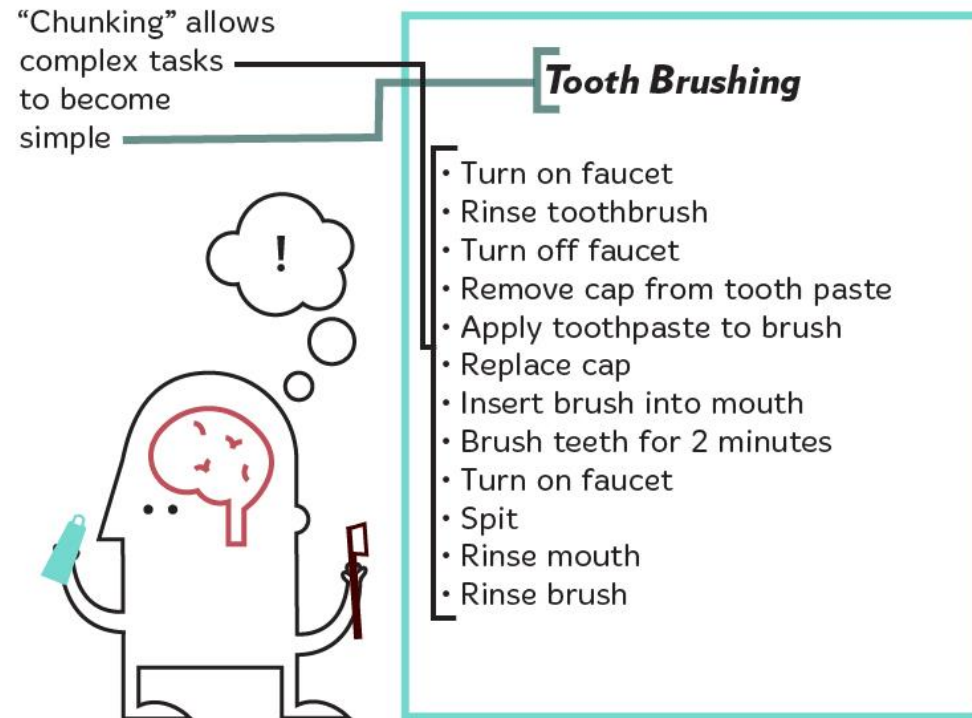 “Chunking” allows
complex tasks
to become
simple
Tooth Brushing
• Turn on faucet
• Rinse toothbrush
• Turn off faucet
• Remove cap from tooth paste
• Apply toothpaste to brush
• Replace cap
• Insert brush into mouth
• Brush teeth for 2 minutes
• Turn on faucet
• Spit
• Rinse mouth
• Rinse brush
!